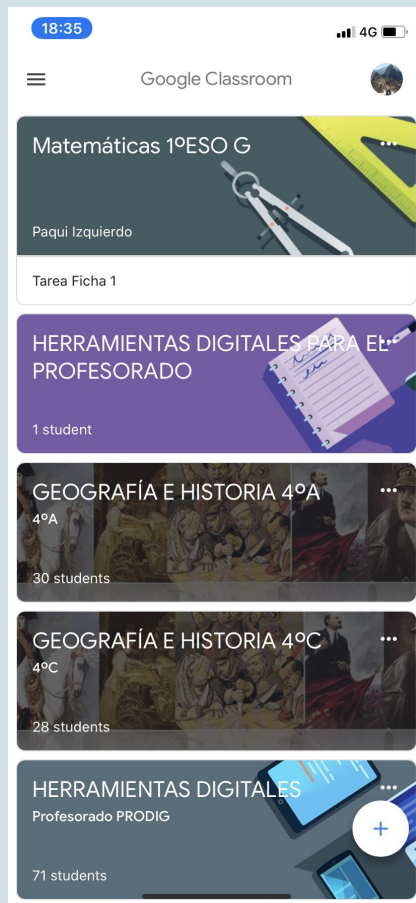 18:35
4G
Google Classroom
Matemáticas 1ºESO G
Paqui Izquierdo
Tarea Ficha 1
HERRAMIENTAS DIGITALES PARA EL
PROFESORADO
1 student
GEOGRAFÍA E HISTORIA 4ºA
4ºA
30 students
GEOGRAFÍA E HISTORIA 4ºC
4ºC
28 students
HERRAMIENTAS DIGITALES
Profesorado PRODIG
71 students